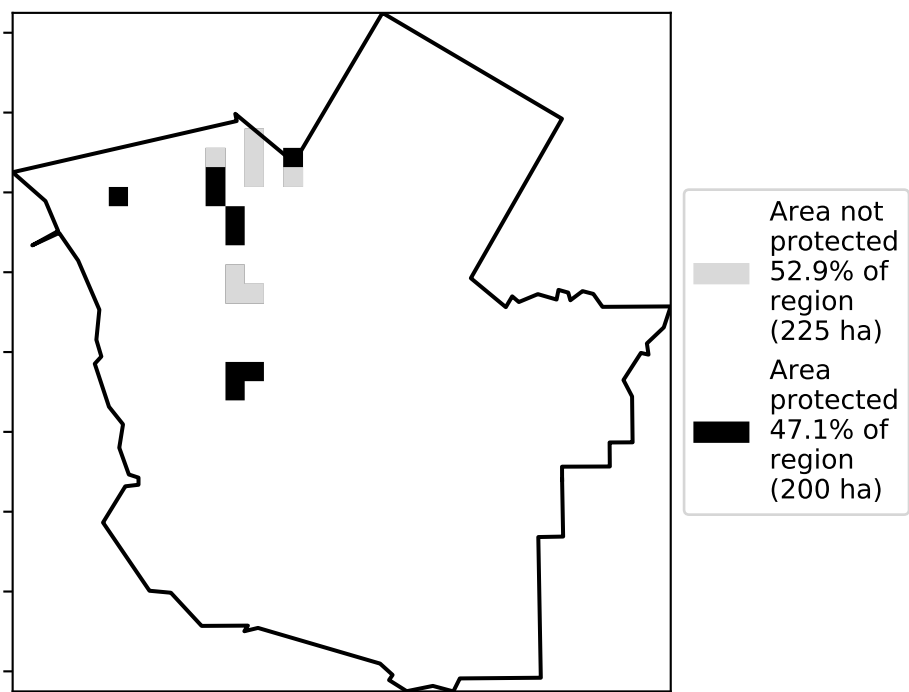 Area not
protected
52.9% of
region
(225 ha)
Area
protected
47.1% of
region
(200 ha)